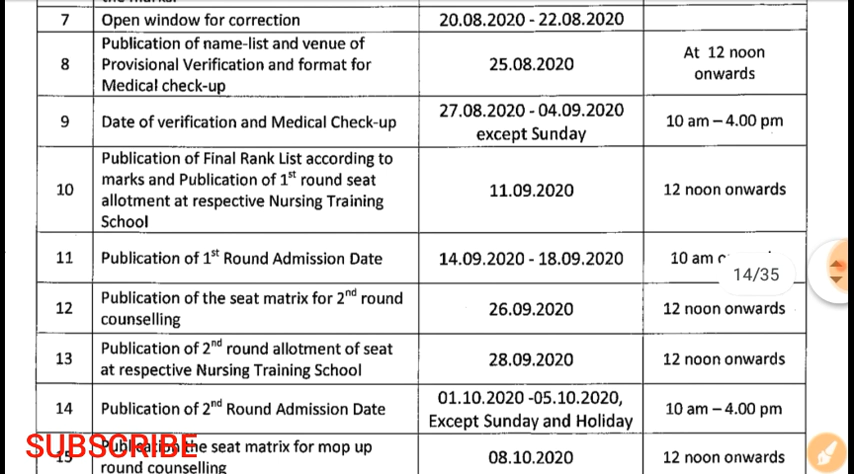 7 Open window for correction 20.08.2020 - 22.08.2020
8 Publication of name-list and venue of Provisional Verification and format for Medical check-up 25.08.2020 At 12 noon onwards
9 Date of verification and Medical Check-up 27.08.2020 - 04.09.2020 except Sunday 10 am – 4.00 pm
10 Publication of Final Rank List according to marks and Publication of 1st round seat allotment at respective Nursing Training School 11.09.2020 12 noon onwards
11 Publication of 1st Round Admission Date 14.09.2020 - 18.09.2020 10 am
14/35
12 Publication of the seat matrix for 2nd round counselling 26.09.2020 12 noon onwards
13 Publication of 2nd round allotment of seat at respective Nursing Training School 28.09.2020 12 noon onwards
14 Publication of 2nd Round Admission Date 01.10.2020 -05.10.2020, Except Sunday and Holiday 10 am – 4.00 pm
SUBSCRIBE
15 Publication the seat matrix for mop up round counselling 08.10.2020 12 noon onwards